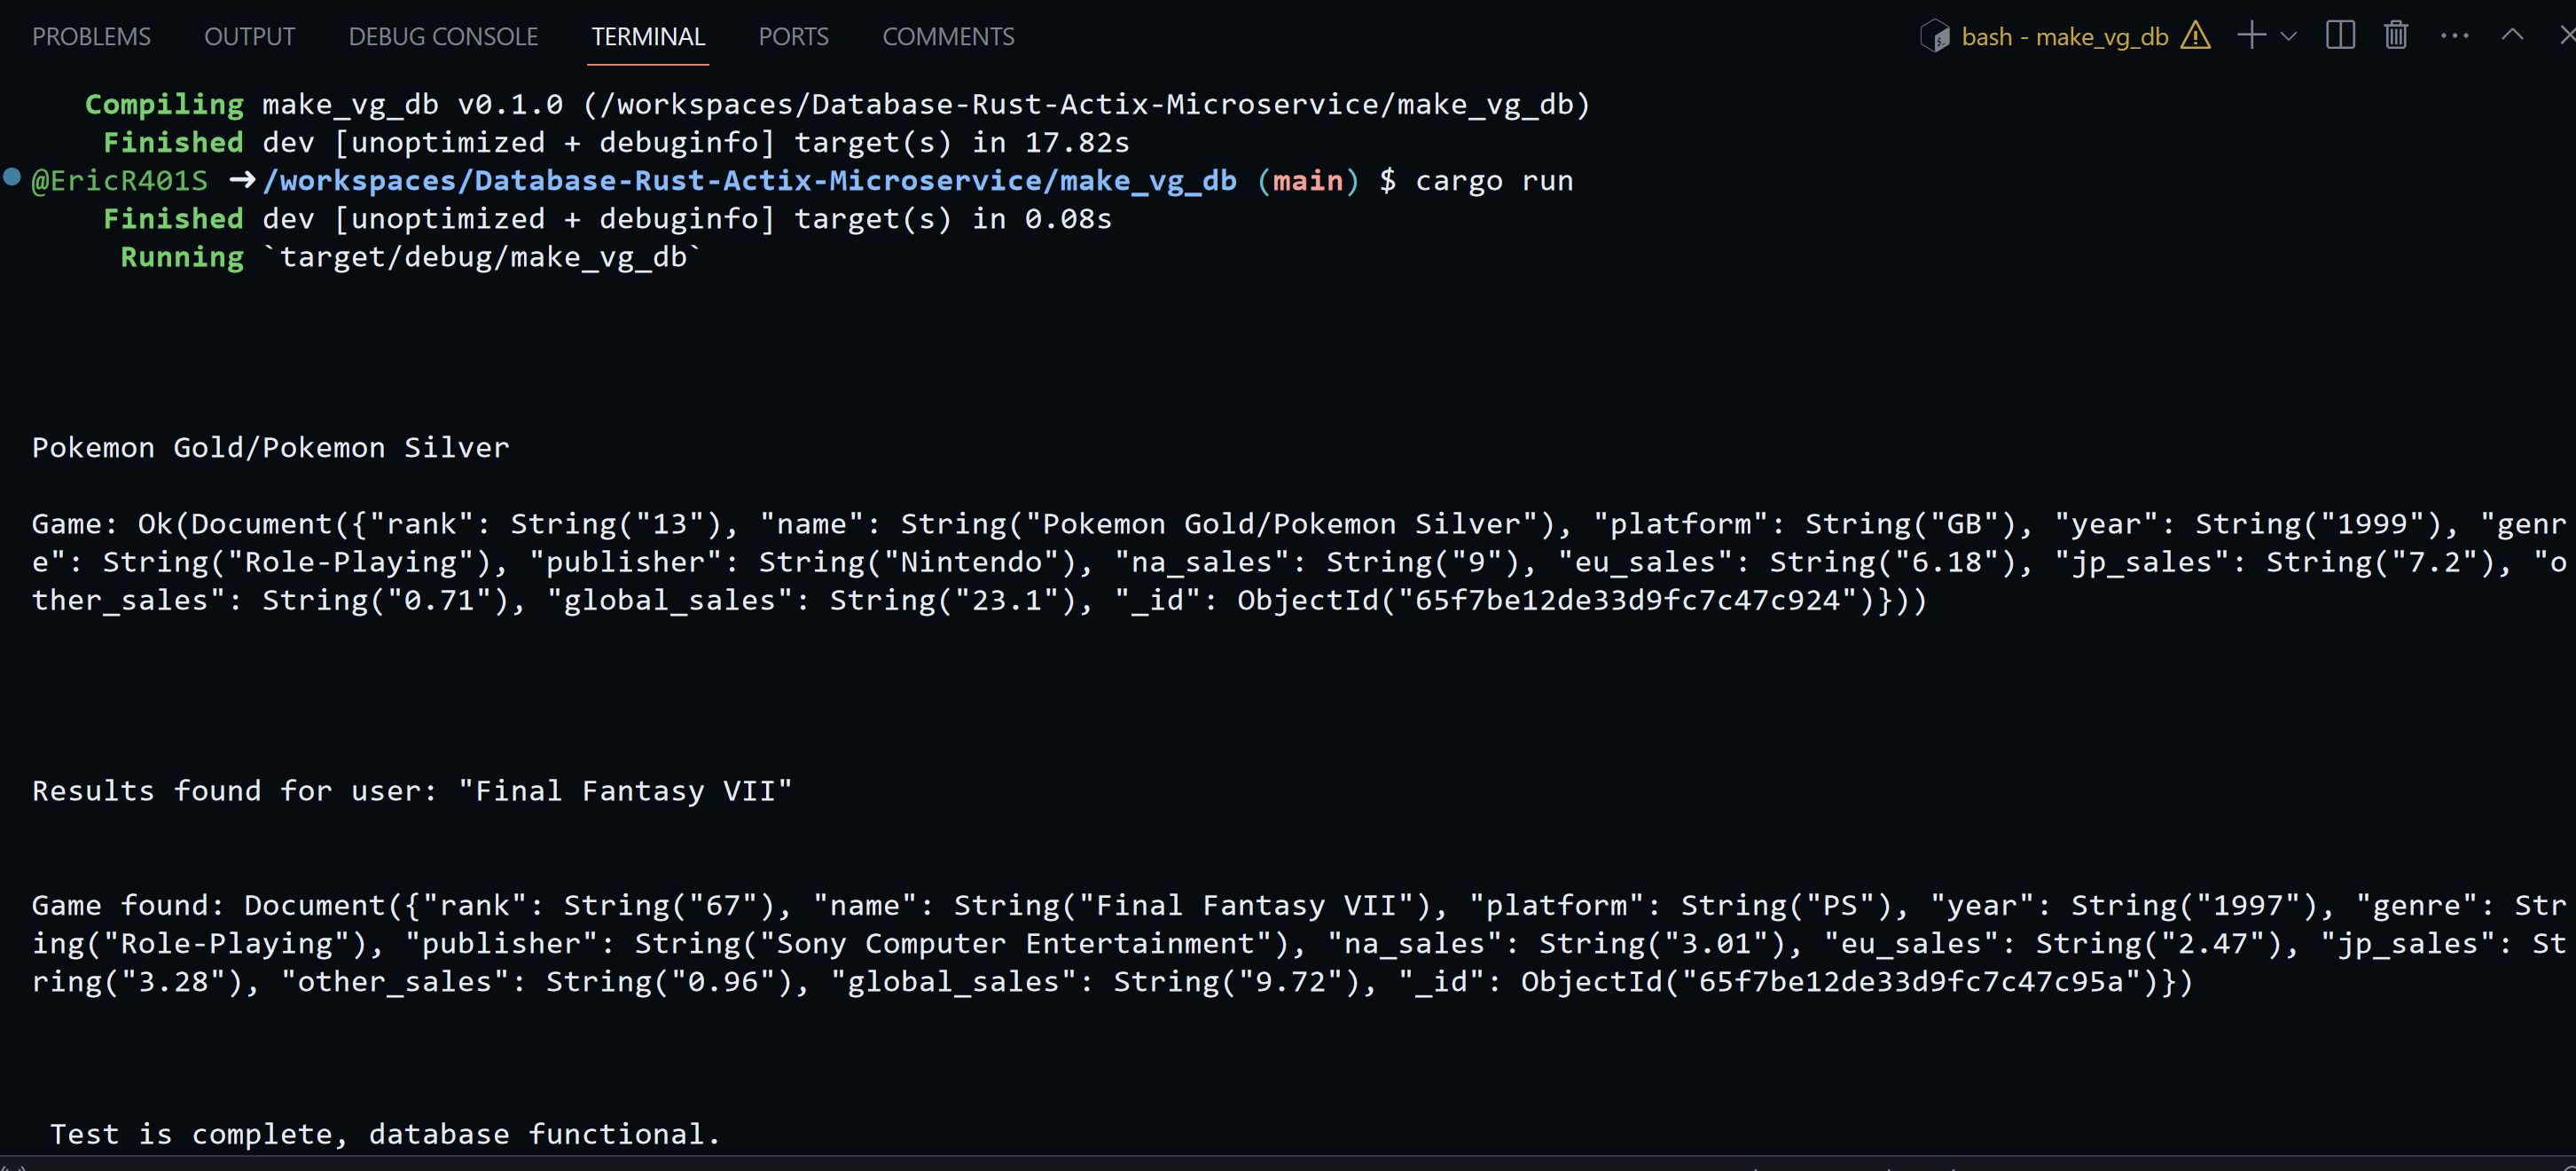 PROBLEMS OUTPUT DEBUG CONSOLE TERMINAL PORTS COMMENTS bash - make_vg_db
Compiling make_vg_db v0.1.0 (/workspaces/Database-Rust-Actix-Microservice/make_vg_db)
Finished dev [unoptimized + debuginfo] target(s) in 17.82s
@EricR401S ➜/workspaces/Database-Rust-Actix-Microservice/make_vg_db (main) $ cargo run
Finished dev [unoptimized + debuginfo] target(s) in 0.08s
Running `target/debug/make_vg_db`
Pokemon Gold/Pokemon Silver
Game: Ok(Document({"rank": String("13"), "name": String("Pokemon Gold/Pokemon Silver"), "platform": String("GB"), "year": String("1999"), "genr
e": String("Role-Playing"), "publisher": String("Nintendo"), "na_sales": String("9"), "eu_sales": String("6.18"), "jp_sales": String("7.2"), "o
ther_sales": String("0.71"), "global_sales": String("23.1"), "_id": ObjectId("65f7be12de33d9fc7c47c924")}))
Results found for user: "Final Fantasy VII"
Game found: Document({"rank": String("67"), "name": String("Final Fantasy VII"), "platform": String("PS"), "year": String("1997"), "genre": Str
ing("Role-Playing"), "publisher": String("Sony Computer Entertainment"), "na_sales": String("3.01"), "eu_sales": String("2.47"), "jp_sales": St
ring("3.28"), "other_sales": String("0.96"), "global_sales": String("9.72"), "_id": ObjectId("65f7be12de33d9fc7c47c95a")})
Test is complete, database functional.